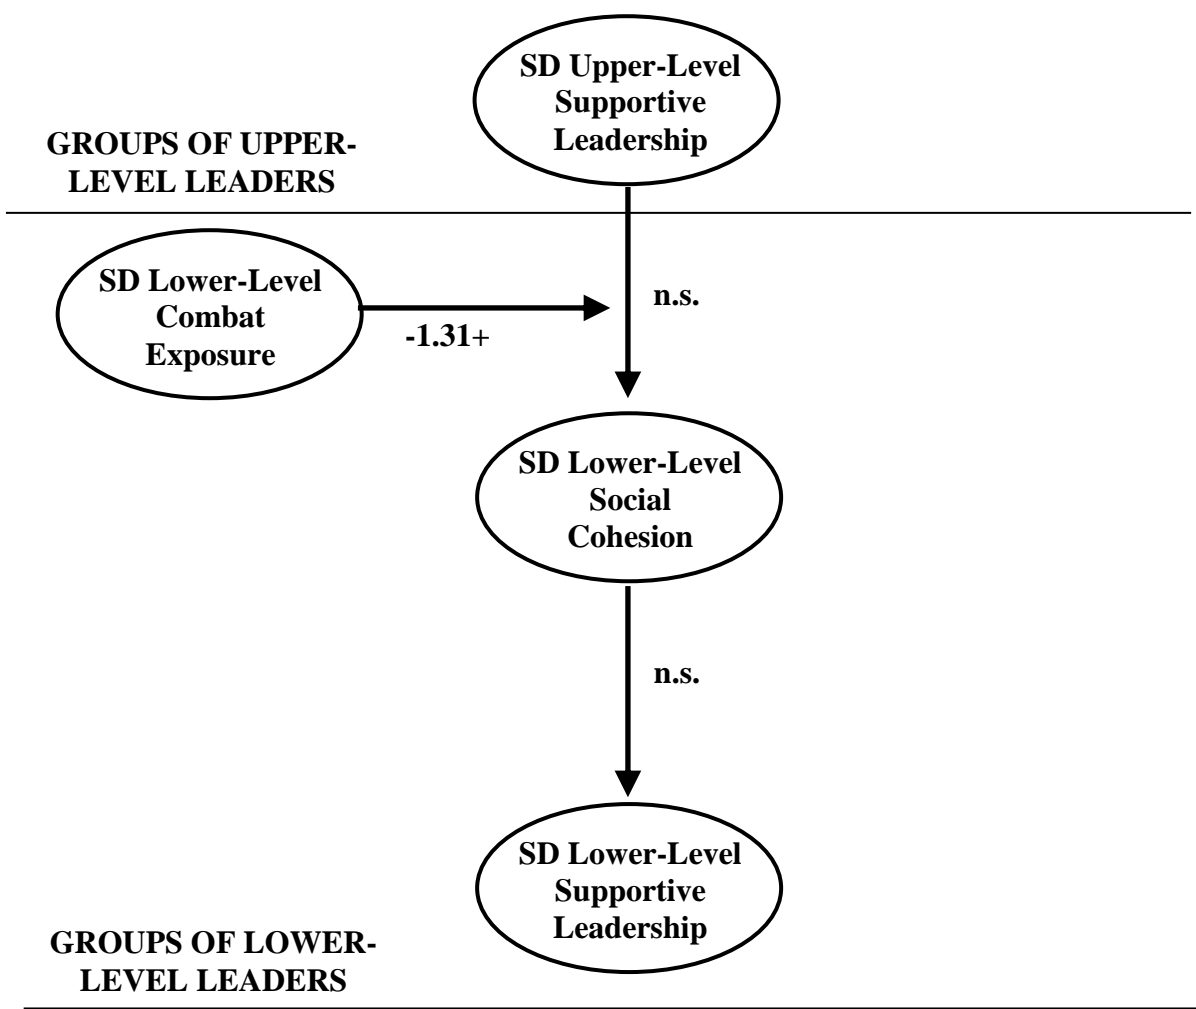 SD Upper-Level
Supportive
Leadership
GROUPS OF UPPER-
LEVEL LEADERS
SD Lower-Level
Combat
Exposure
-1.31+
n.s.
SD Lower-Level
Social
Cohesion
n.s.
SD Lower-Level
Supportive
Leadership
GROUPS OF LOWER-
LEVEL LEADERS